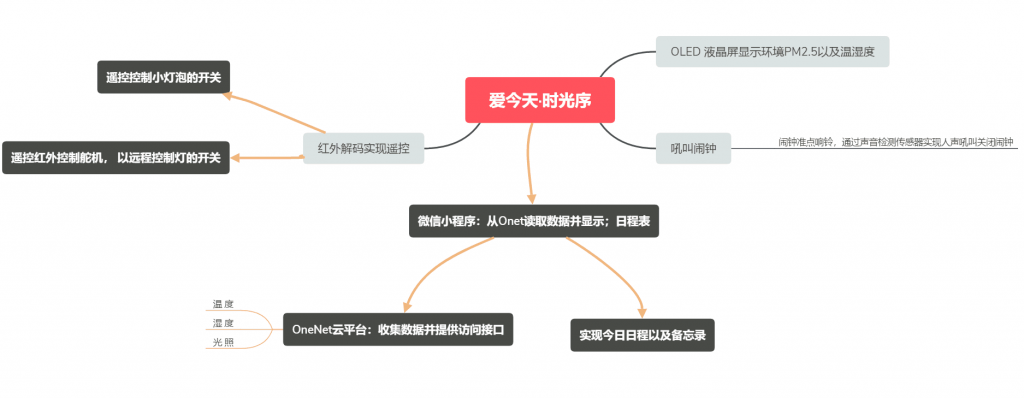 爱今天·时光序
OLED 液晶屏显示环境PM2.5以及温湿度
吼叫闹钟
闹钟准点响铃，通过声音检测传感器实现人声吼叫关闭闹钟
红外解码实现遥控
遥控控制小灯泡的开关
遥控红外控制舵机， 以远程控制灯的开关
微信小程序：从Onet读取数据并显示；日程表
OneNet云平台：收集数据并提供访问接口
温度
湿度
光照
实现今日日程以及备忘录